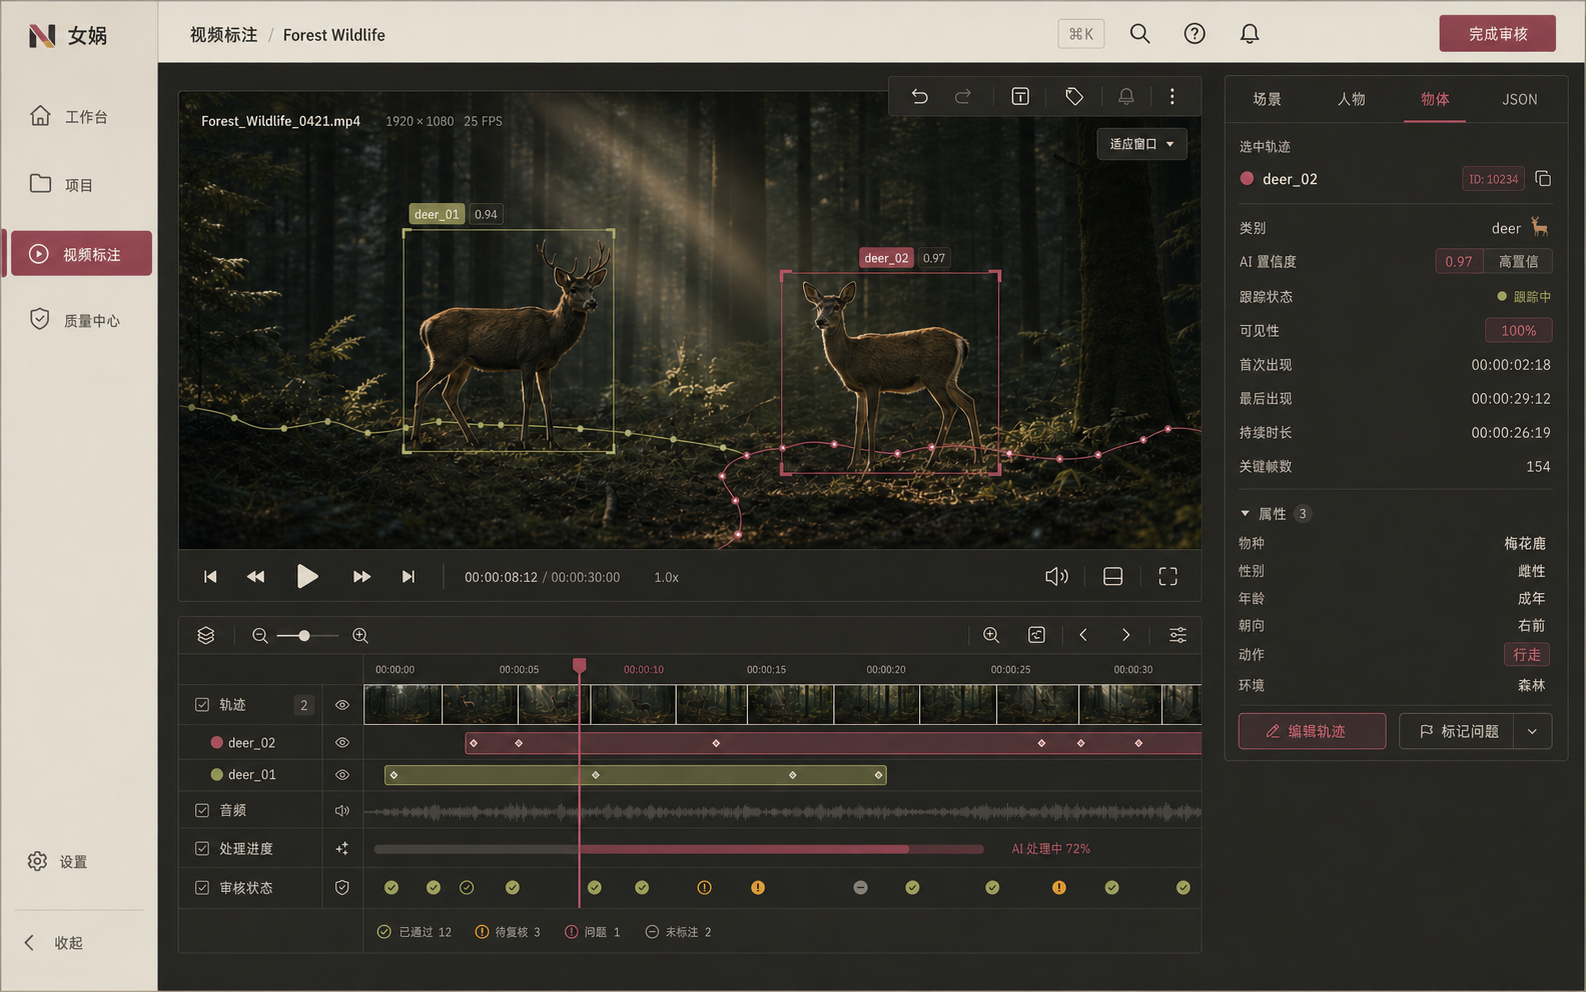 女娲
视频标注 / Forest Wildlife
⌘K
完成审核
工作台
项目
视频标注
质量中心
设置
收起
Forest_Wildlife_0421.mp4 1920 × 1080 25 FPS
适应窗口
deer_01 0.94
deer_02 0.97
00:00:08:12 / 00:00:30:00 1.0x
00:00:00 00:00:05 00:00:10 00:00:15 00:00:20 00:00:25 00:00:30
轨迹 2
deer_02
deer_01
音频
处理进度 AI 处理中 72%
审核状态
已通过 12 待复核 3 问题 1 未标注 2
场景 人物 物体 JSON
选中轨迹
deer_02 ID: 10234
类别 deer
AI 置信度 0.97 高置信
跟踪状态 跟踪中
可见性 100%
首次出现 00:00:02:18
最后出现 00:00:29:12
持续时长 00:00:26:19
关键帧数 154
属性 3
物种 梅花鹿
性别 雌性
年龄 成年
朝向 右前
动作 行走
环境 森林
编辑轨迹 标记问题